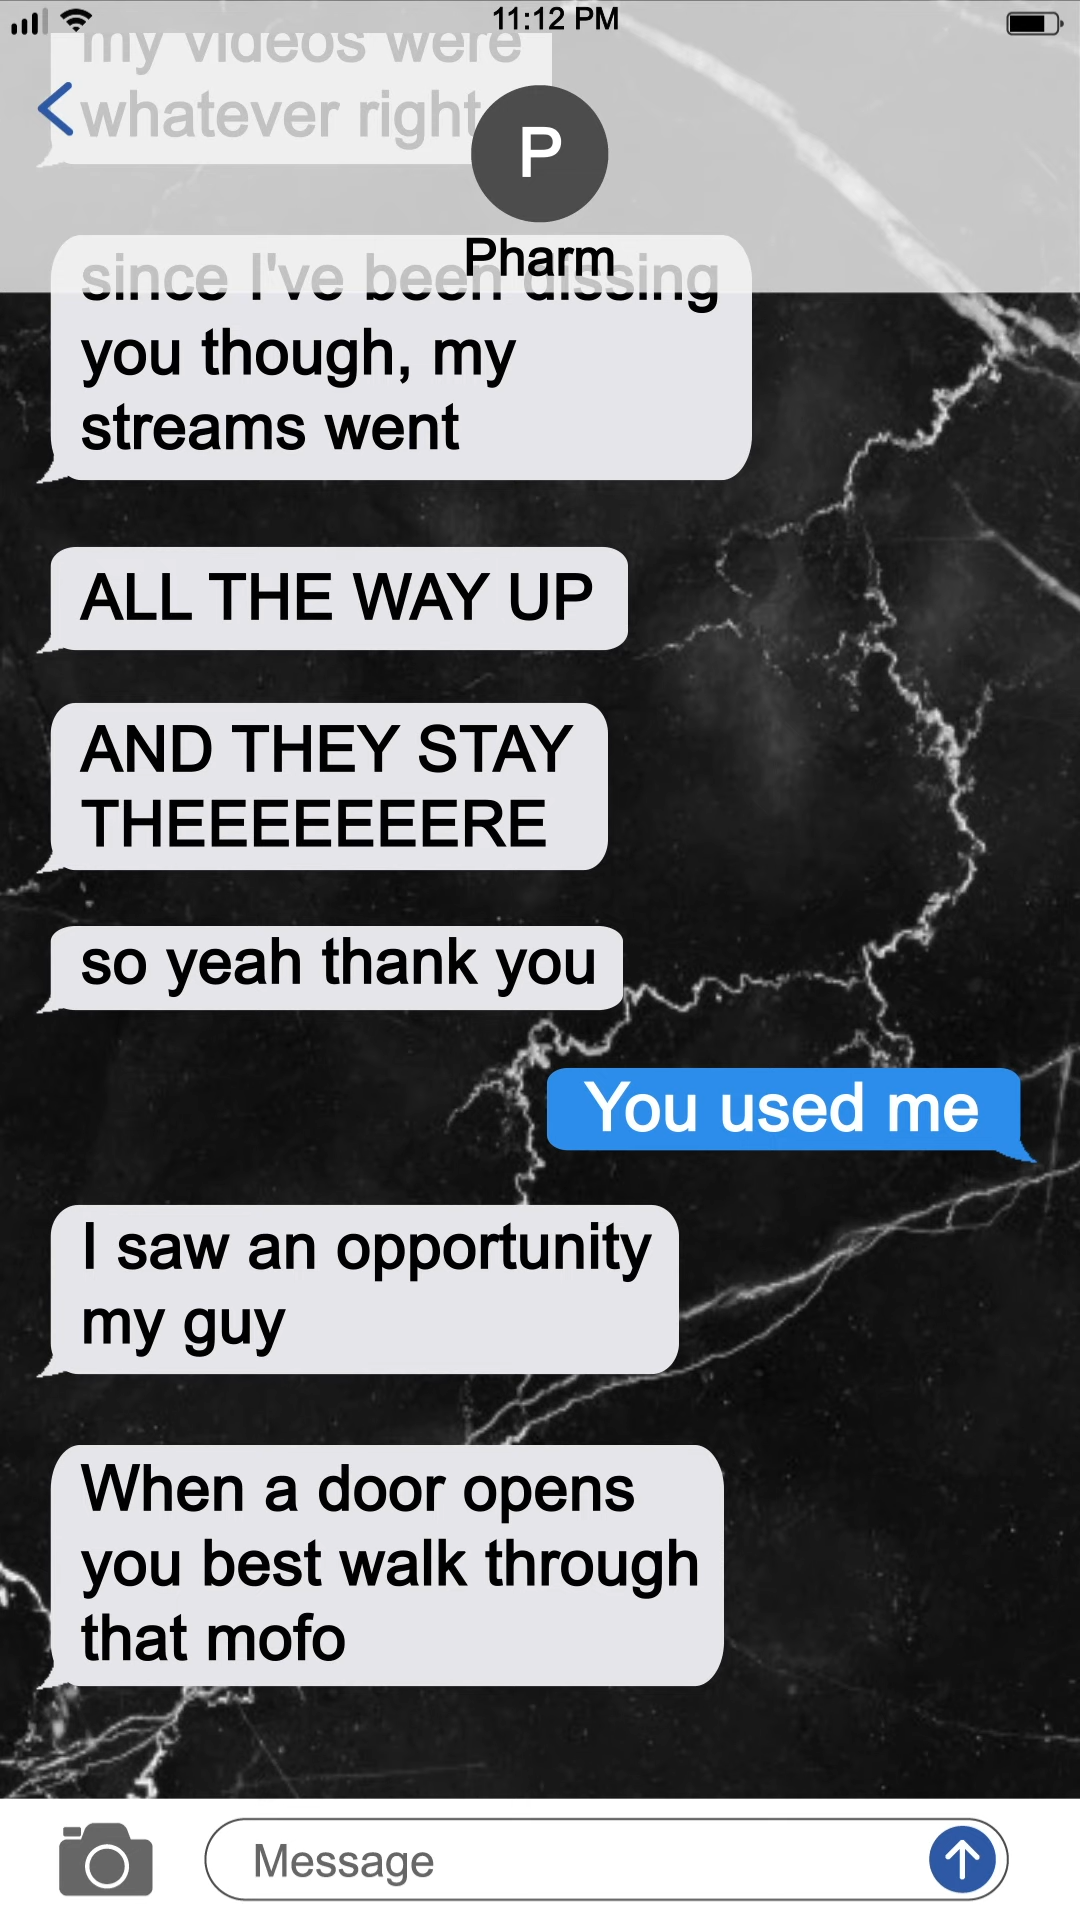 11:12 PM
my videos were
whatever right
P
Pharm
since I've been dissing
you though, my
streams went
ALL THE WAY UP
AND THEY STAY
THEEEEEEERE
so yeah thank you
You used me
I saw an opportunity
my guy
When a door opens
you best walk through
that mofo
Message